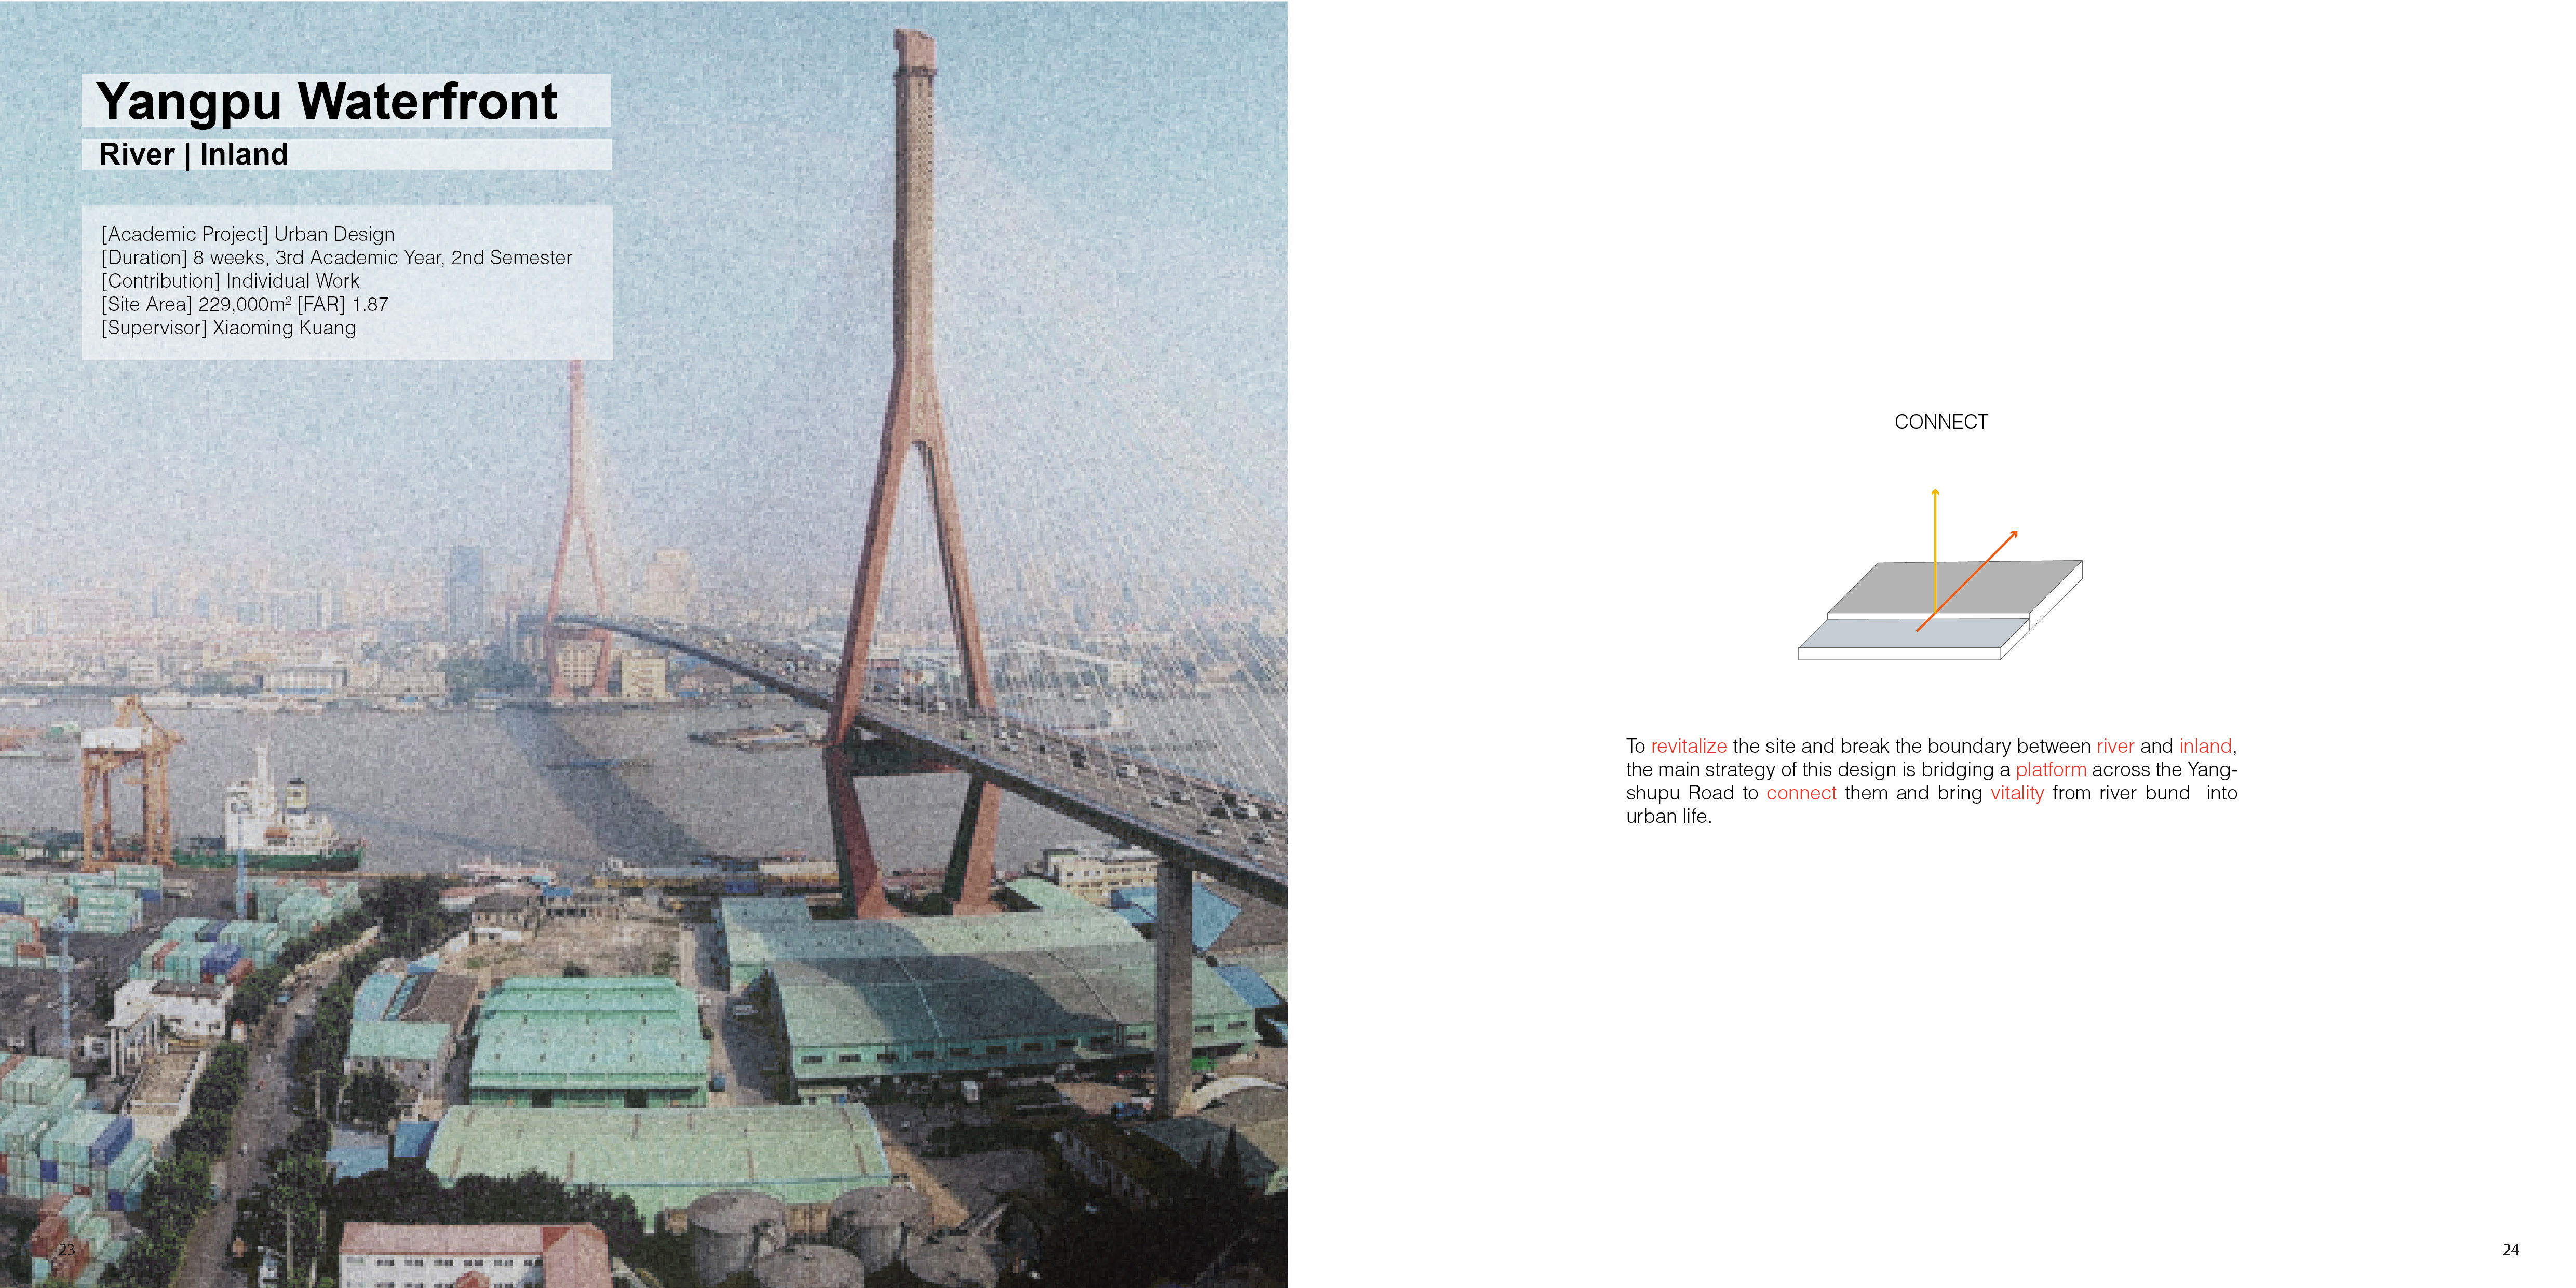 Yangpu Waterfront
River | Inland
[Academic Project] Urban Design
[Duration] 8 weeks, 3rd Academic Year, 2nd Semester
[Contribution] Individual Work
[Site Area] 229,000m² [FAR] 1.87
[Supervisor] Xiaoming Kuang
23
CONNECT
To revitalize the site and break the boundary between river and inland,
the main strategy of this design is bridging a platform across the Yang-
shupu Road to connect them and bring vitality from river bund into
urban life.
24